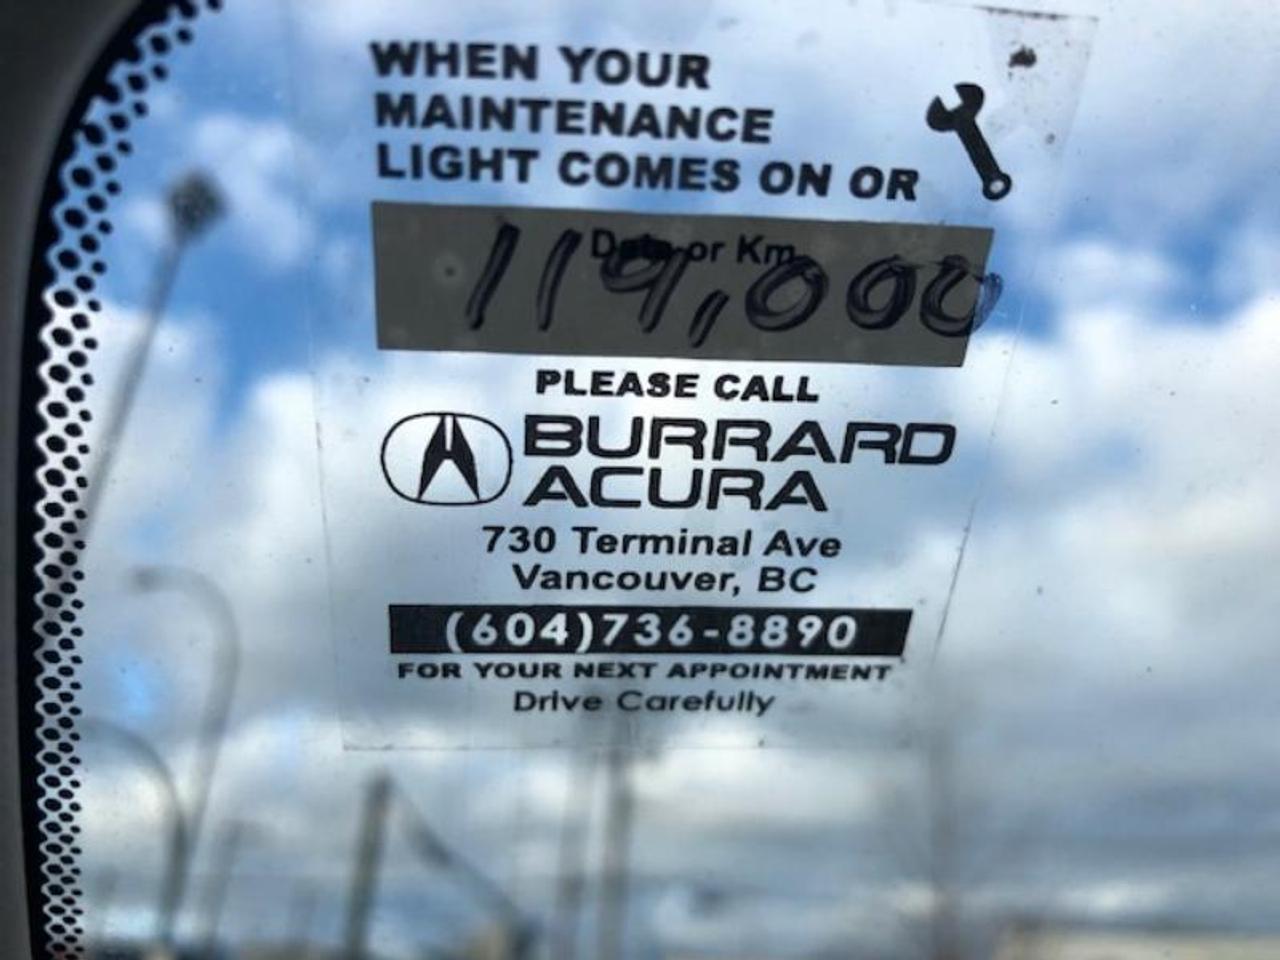 WHEN YOUR
MAINTENANCE
LIGHT COMES ON OR
Date or Km
119,000
PLEASE CALL
BURRARD
ACURA
730 Terminal Ave
Vancouver, BC
(604)736-8890
FOR YOUR NEXT APPOINTMENT
Drive Carefully